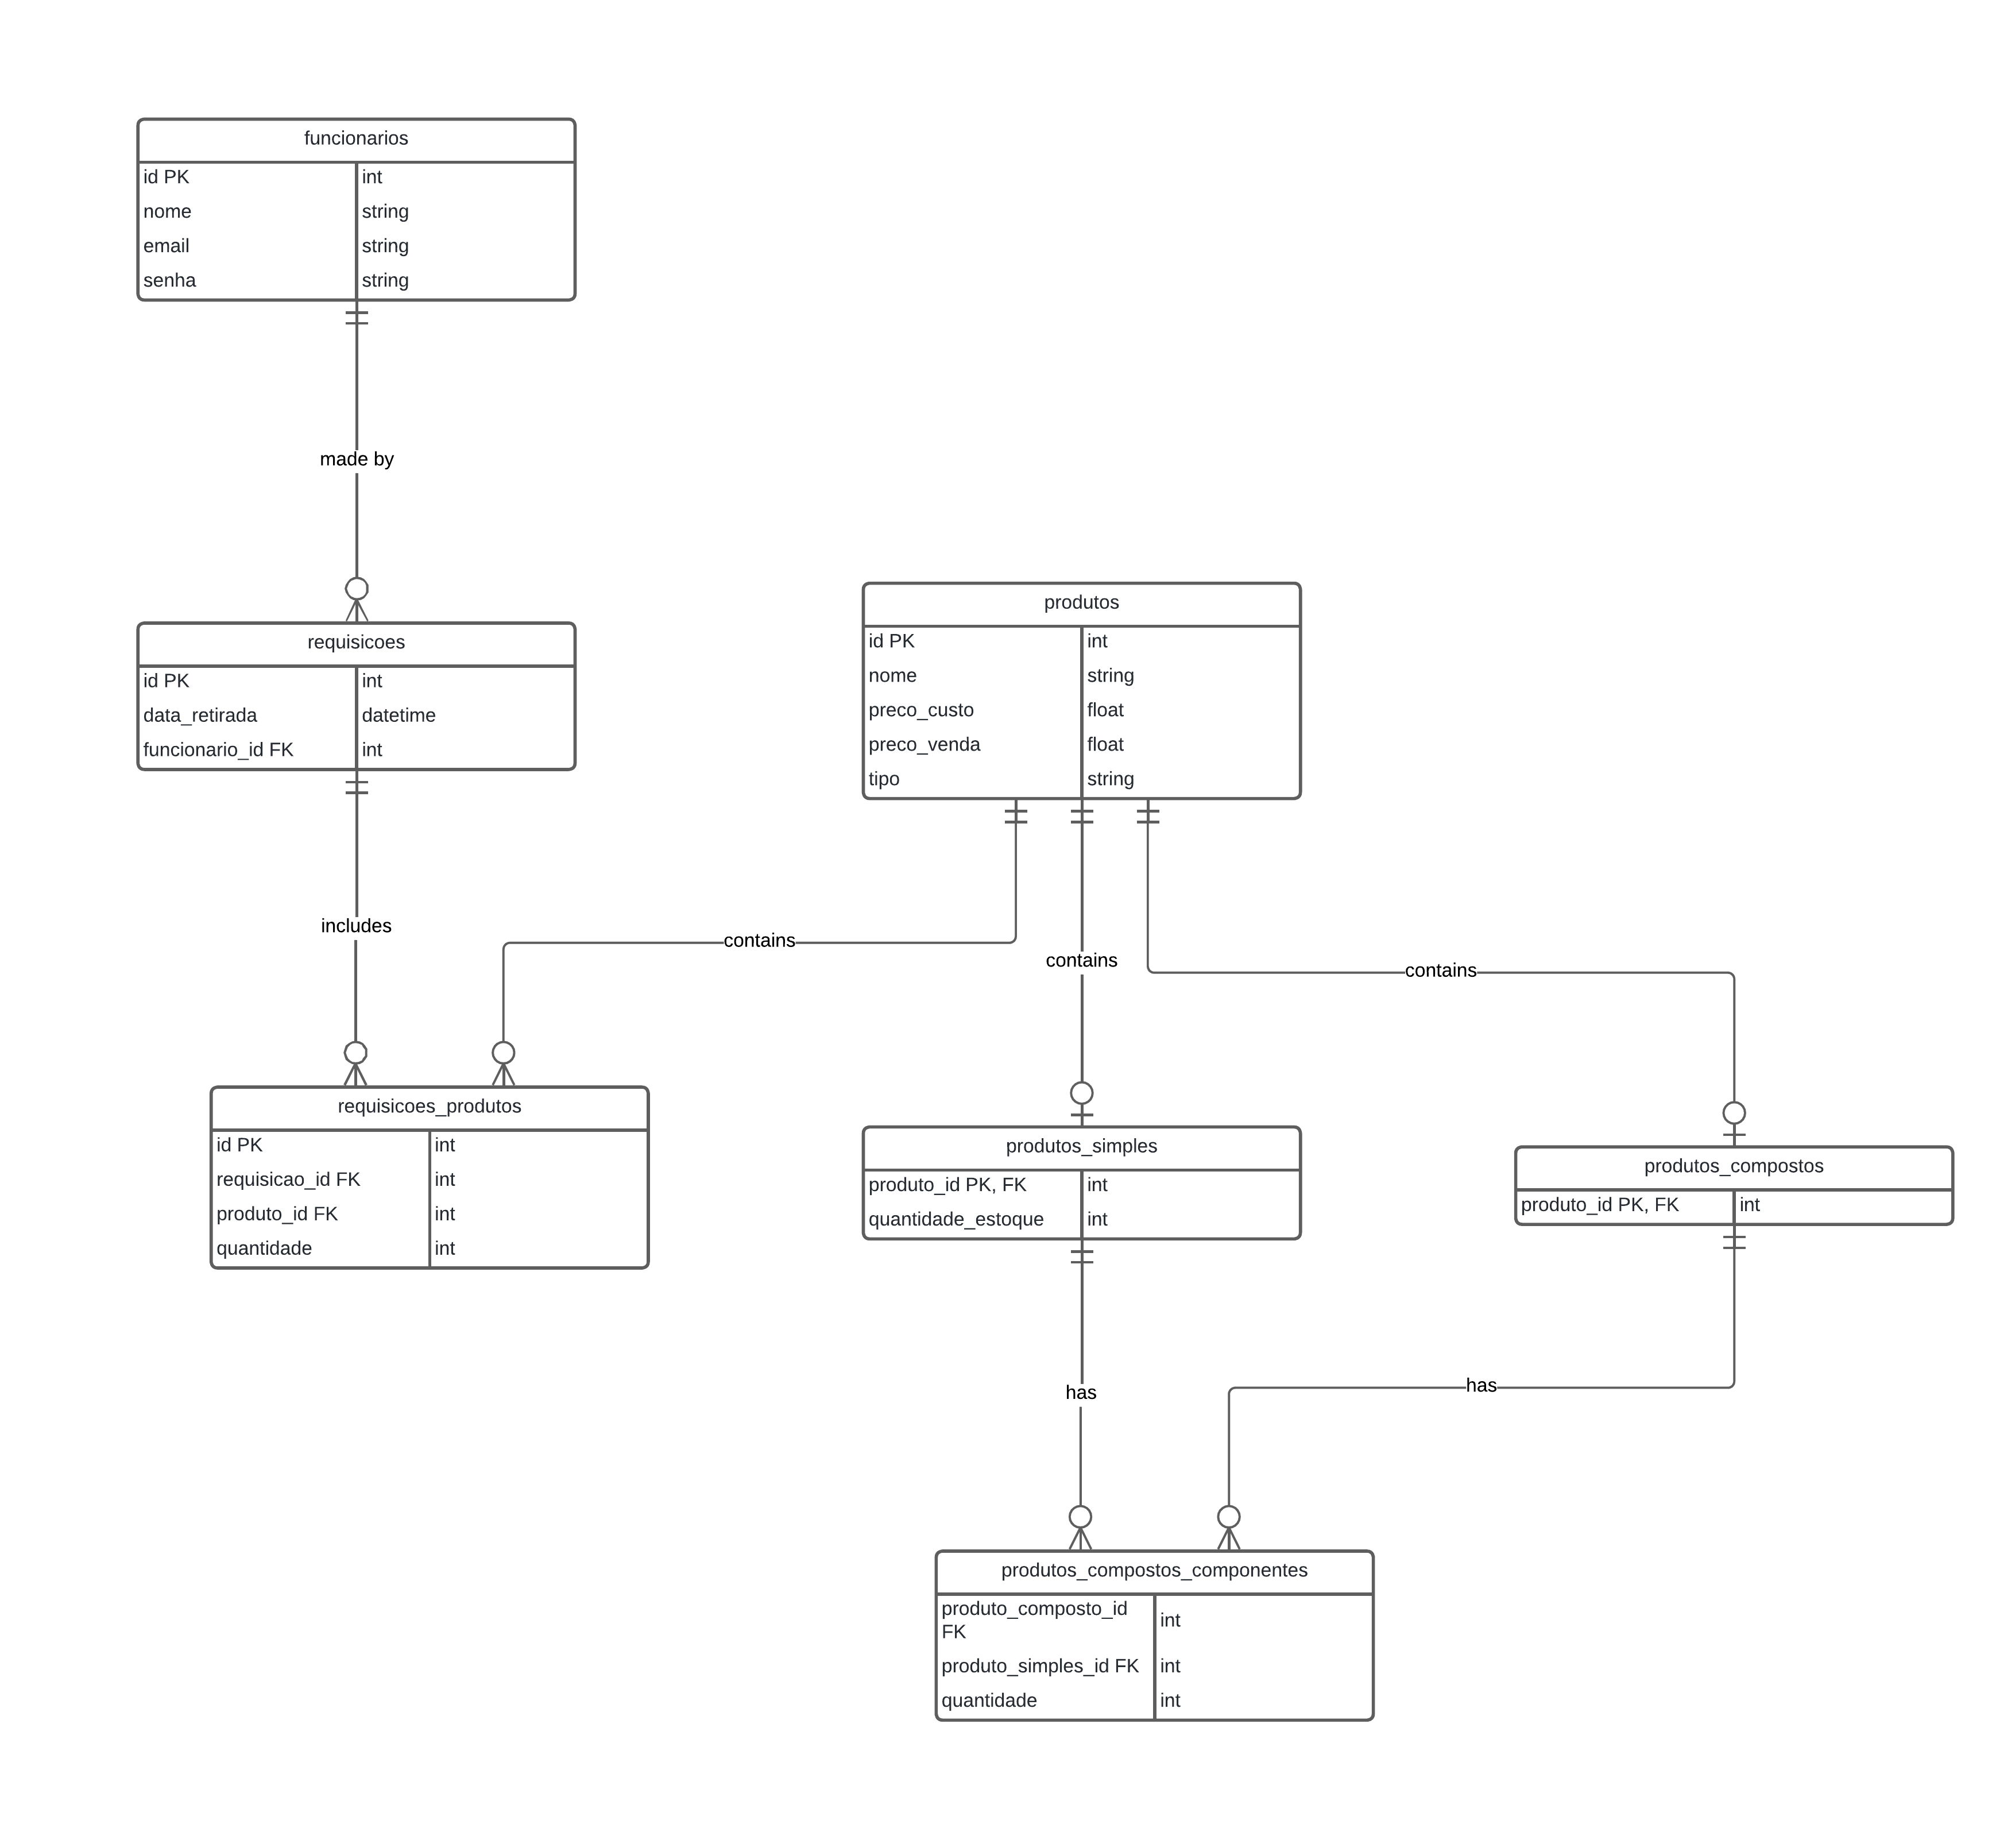 funcionarios
id PK int
nome string
email string
senha string
made by
requisicoes
id PK int
data_retirada datetime
funcionario_id FK int
produtos
id PK int
nome string
preco_custo float
preco_venda float
tipo string
includes
contains
contains
contains
requisicoes_produtos
id PK int
requisicao_id FK int
produto_id FK int
quantidade int
produtos_simples
produto_id PK, FK int
quantidade_estoque int
produtos_compostos
produto_id PK, FK int
has
has
produtos_compostos_componentes
produto_composto_id
FK
int
produto_simples_id FK int
quantidade int